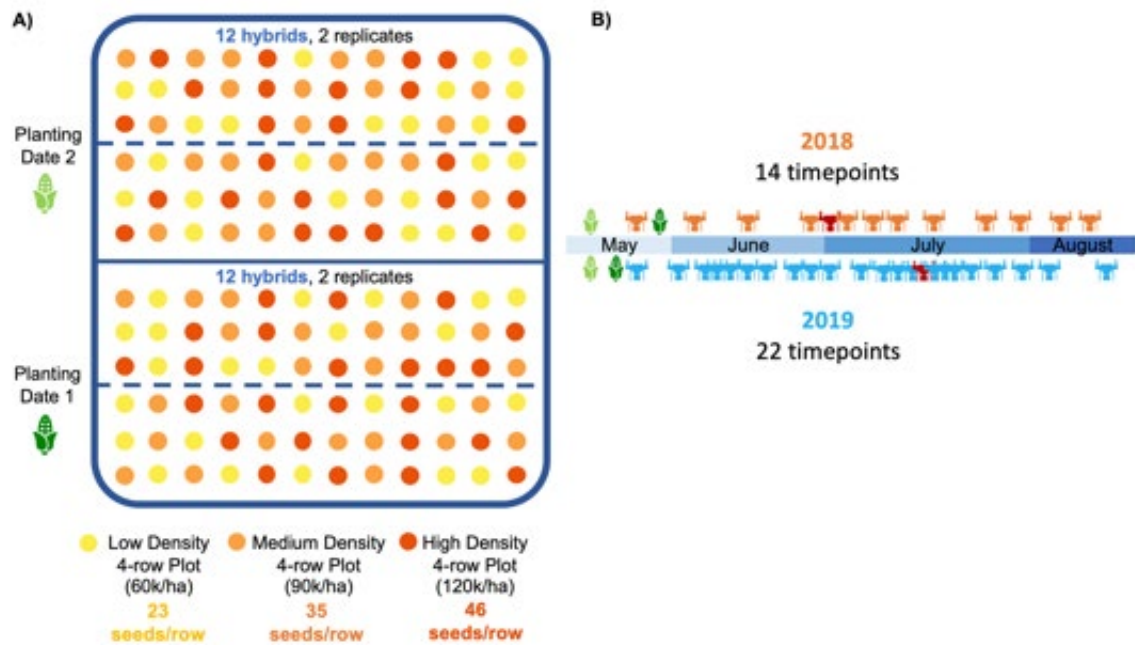 A)
12 hybrids, 2 replicates
Planting
Date 2
12 hybrids, 2 replicates
Planting
Date 1
Low Density
4-row Plot
(60k/ha)
23
seeds/row
Medium Density
4-row Plot
(90k/ha)
35
seeds/row
High Density
4-row Plot
(120k/ha)
46
seeds/row
B)
2018
14 timepoints
May June July August
2019
22 timepoints